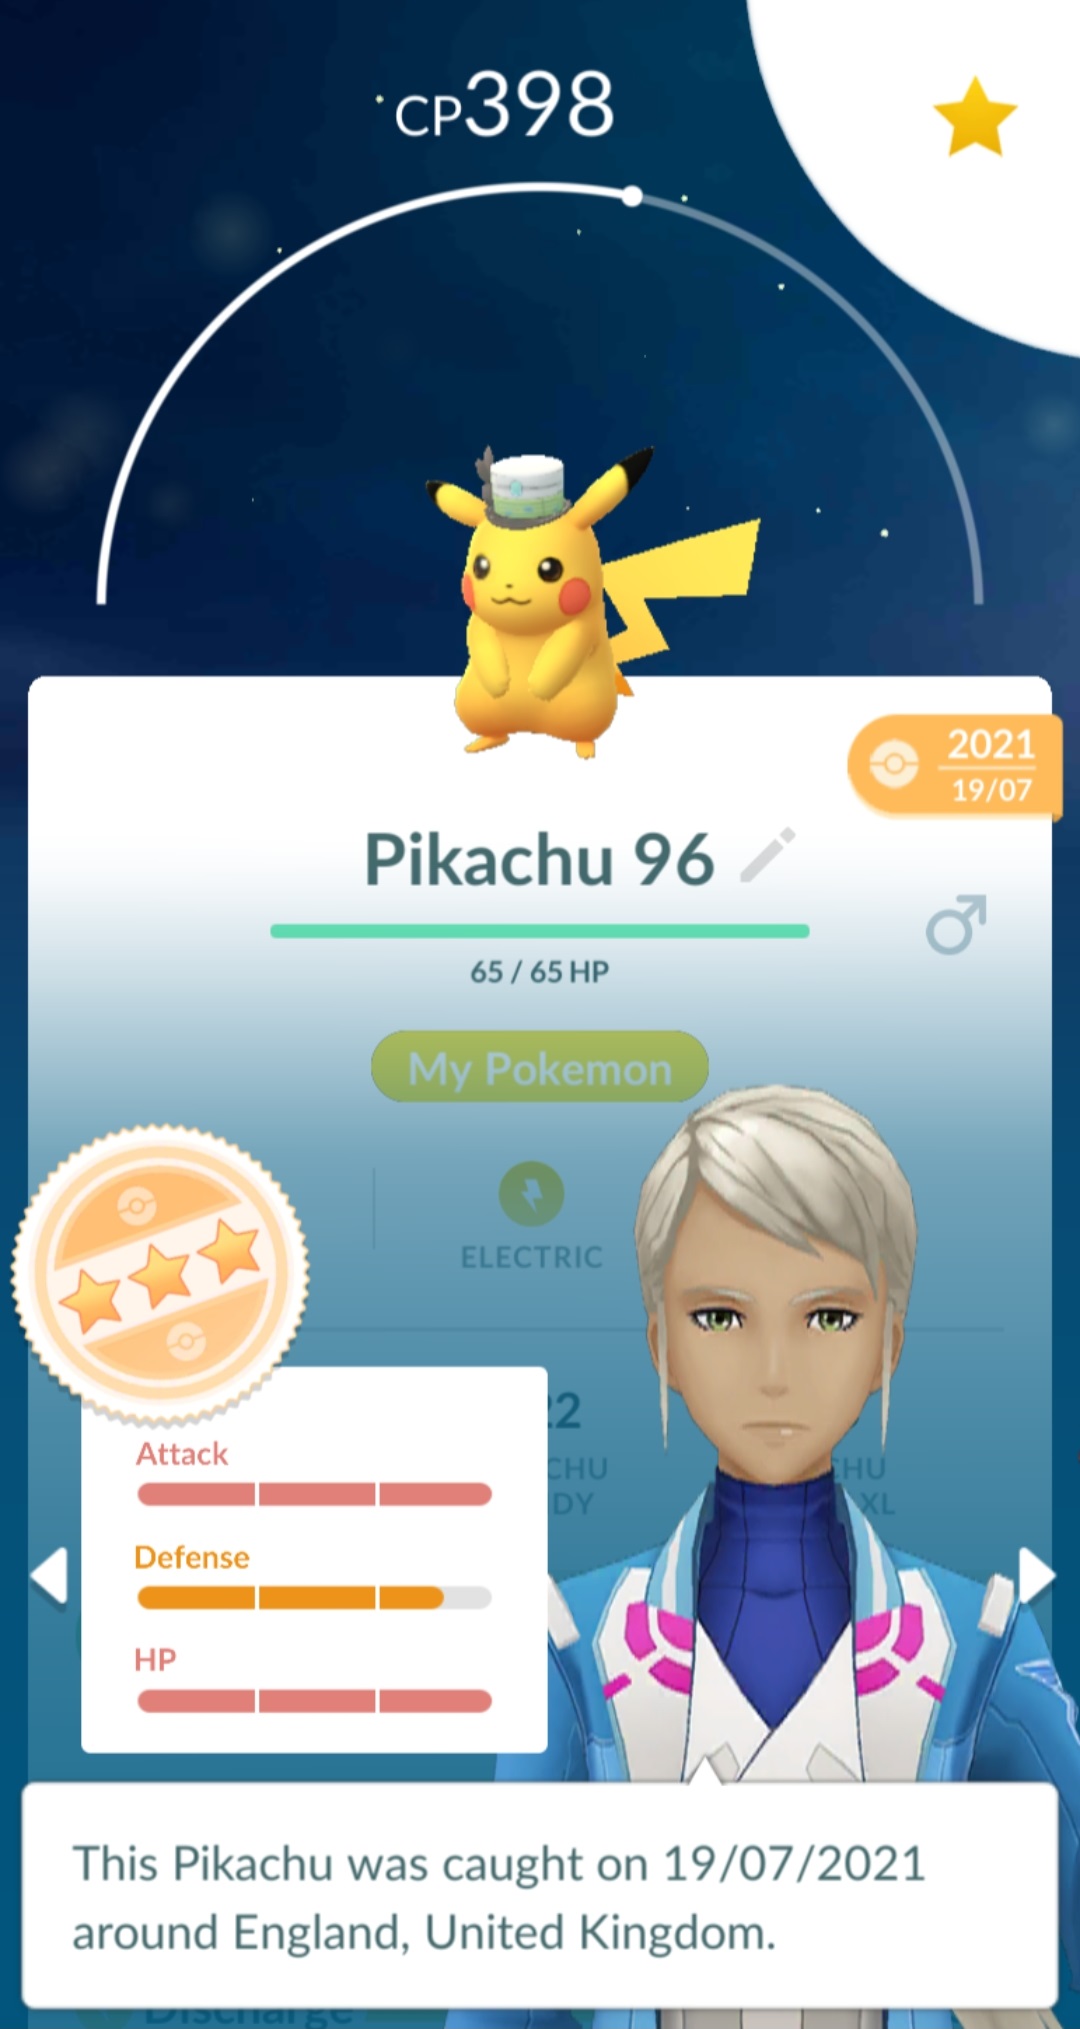 CP398
2021
19/07
Pikachu 96
65 / 65 HP
My Pokemon
ELECTRIC
Attack
Defense
HP
This Pikachu was caught on 19/07/2021
around England, United Kingdom.
Discharge